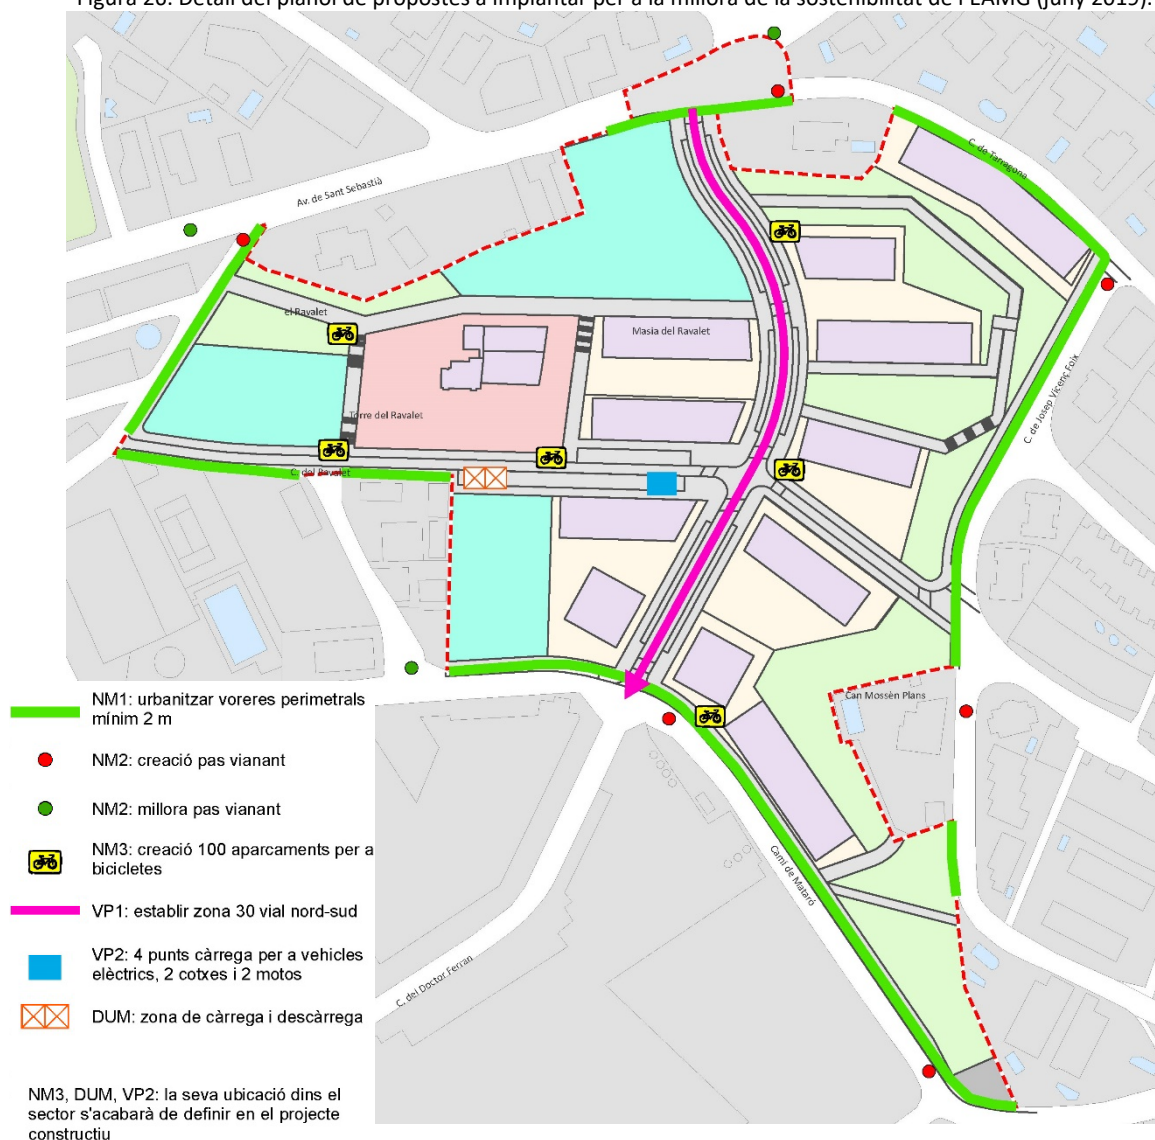 Figura 26. Detall del plànol de propostes a implantar per a la millora de la sostenibilitat de l'EAMG (juny 2019).
C. de Tarragona
Av. de Sant Sebastià
el Ravalet
Masia del Ravalet
C. de Josep Vicenç Foix
Torre del Ravalet
C. del Ravalet
Can Mossèn Plans
Camí de Mataró
C. del Doctor Ferran
NM1: urbanitzar voreres perimetrals
mínim 2 m
NM2: creació pas vianant
NM2: millora pas vianant
NM3: creació 100 aparcaments per a
bicicletes
VP1: establir zona 30 vial nord-sud
VP2: 4 punts càrrega per a vehicles
elèctrics, 2 cotxes i 2 motos
DUM: zona de càrrega i descàrrega
NM3, DUM, VP2: la seva ubicació dins el
sector s'acabarà de definir en el projecte
constructiu